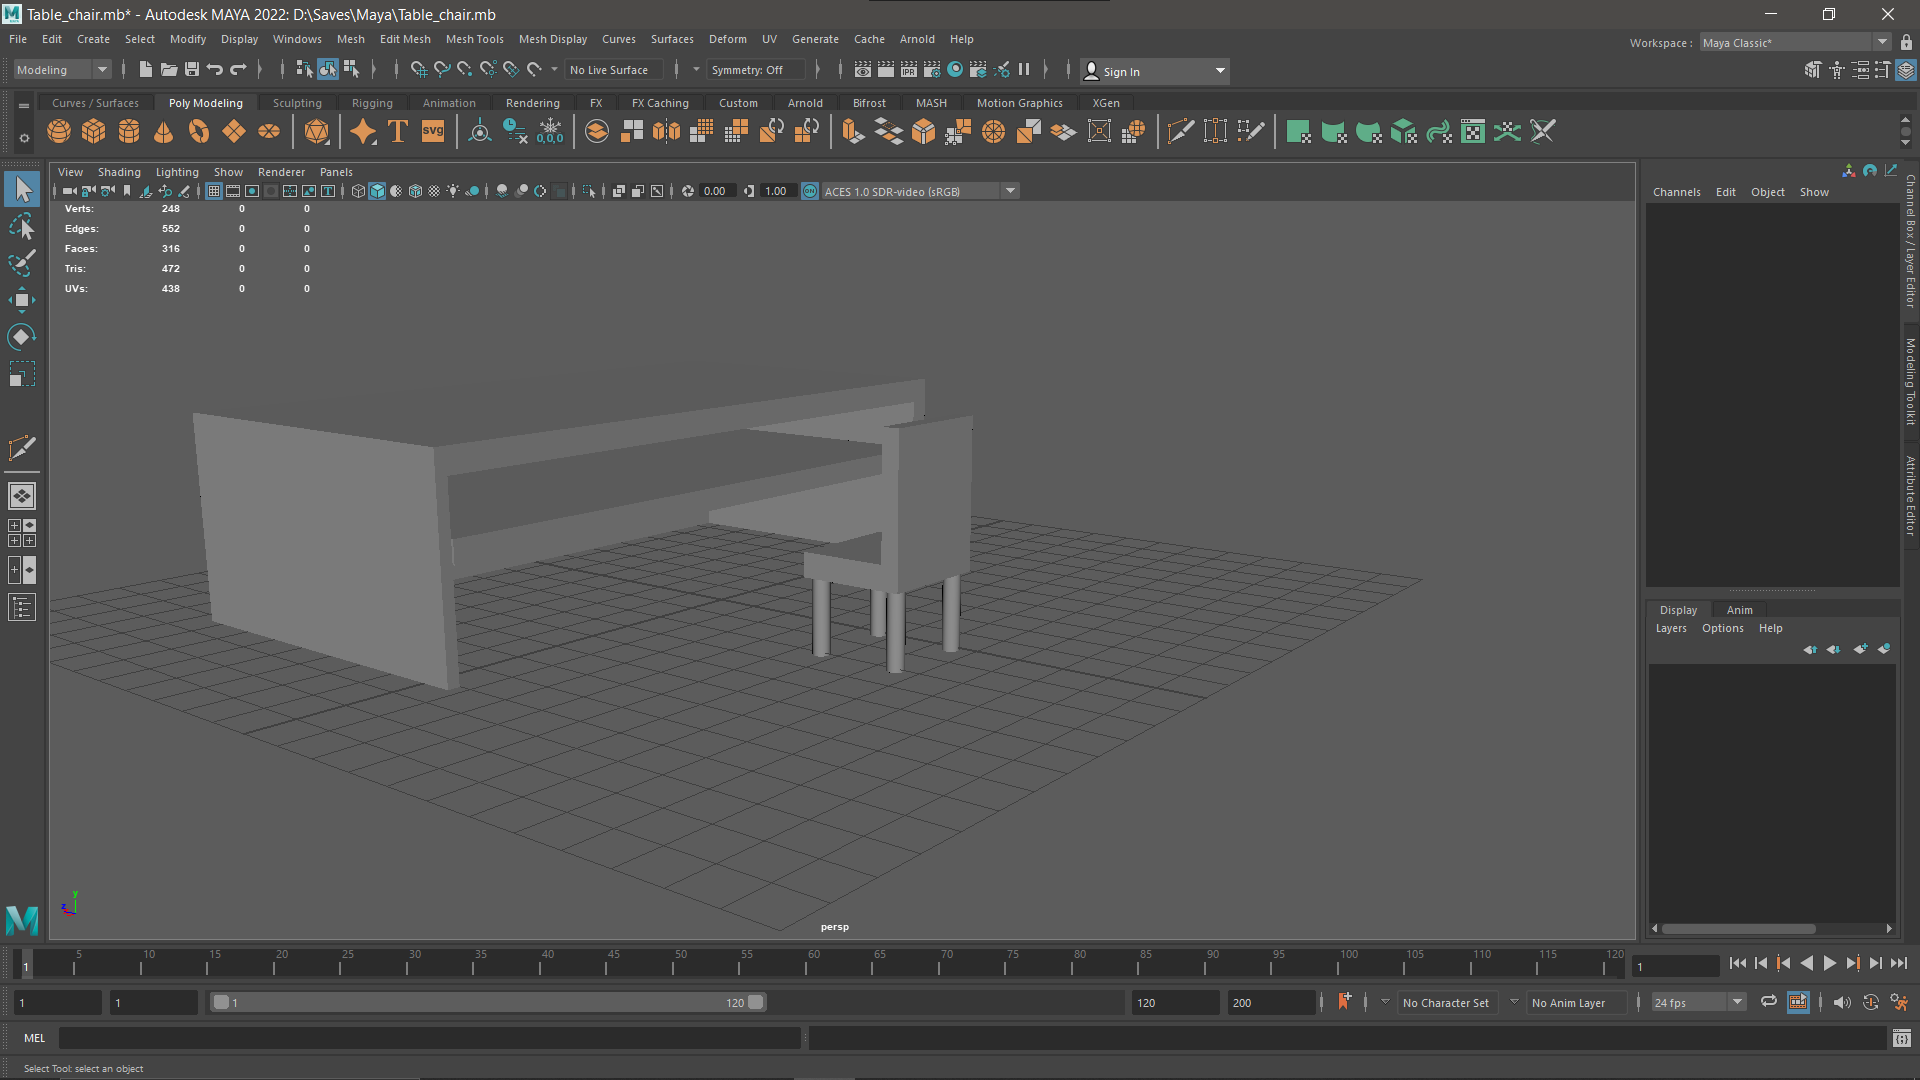 Table_chair.mb* - Autodesk MAYA 2022: D:\Saves\Maya\Table_chair.mb
File Edit Create Select Modify Display Windows Mesh Edit Mesh Mesh Tools Mesh Display Curves Surfaces Deform UV Generate Cache Arnold Help
Workspace : Maya Classic*
Modeling No Live Surface Symmetry: Off IPR Sign In
Curves / Surfaces Poly Modeling Sculpting Rigging Animation Rendering FX FX Caching Custom Arnold Bifrost MASH Motion Graphics XGen
T SVG 0,0,0
View Shading Lighting Show Renderer Panels
0.00 1.00 ON ACES 1.0 SDR-video (sRGB)
Verts: 248 0 0
Edges: 552 0 0
Faces: 316 0 0
Tris: 472 0 0
UVs: 438 0 0
Channels Edit Object Show
Channel Box / Layer Editor
Modeling Toolkit
Attribute Editor
Display Anim
Layers Options Help
y
z
persp
M
5 10 15 20 25 30 35 40 45 50 55 60 65 70 75 80 85 90 95 100 105 110 115 120
1 1
1 1 1 120 120 200 No Character Set No Anim Layer 24 fps
MEL
Select Tool: select an object